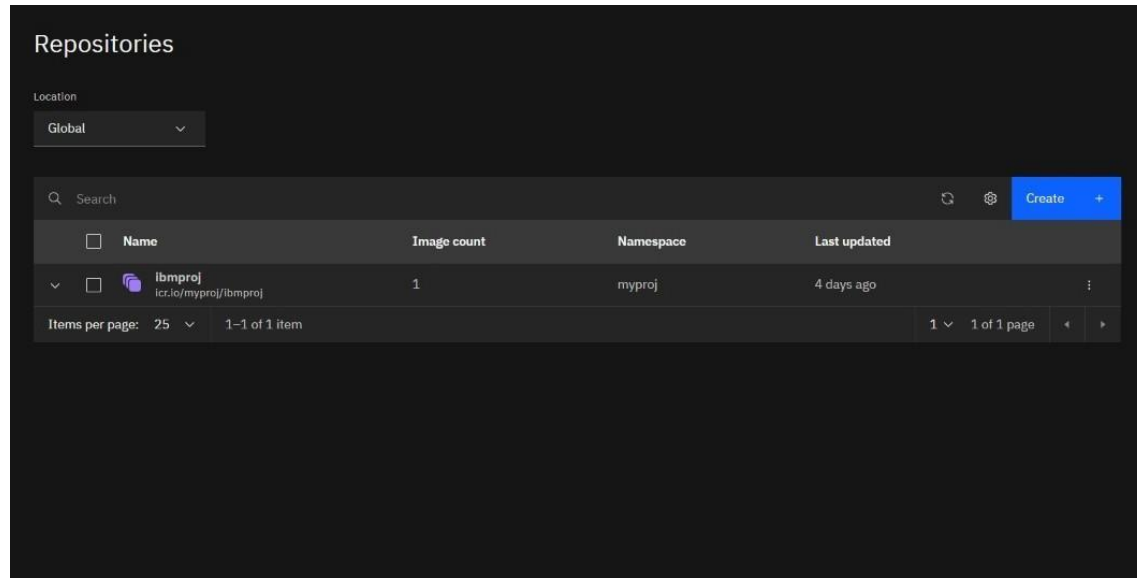 Repositories
Location
Global
Search
Create +
Name Image count Namespace Last updated
ibmproj 1 myproj 4 days ago
icr.io/myproj/ibmproj
Items per page: 25 1–1 of 1 item 1 1 of 1 page